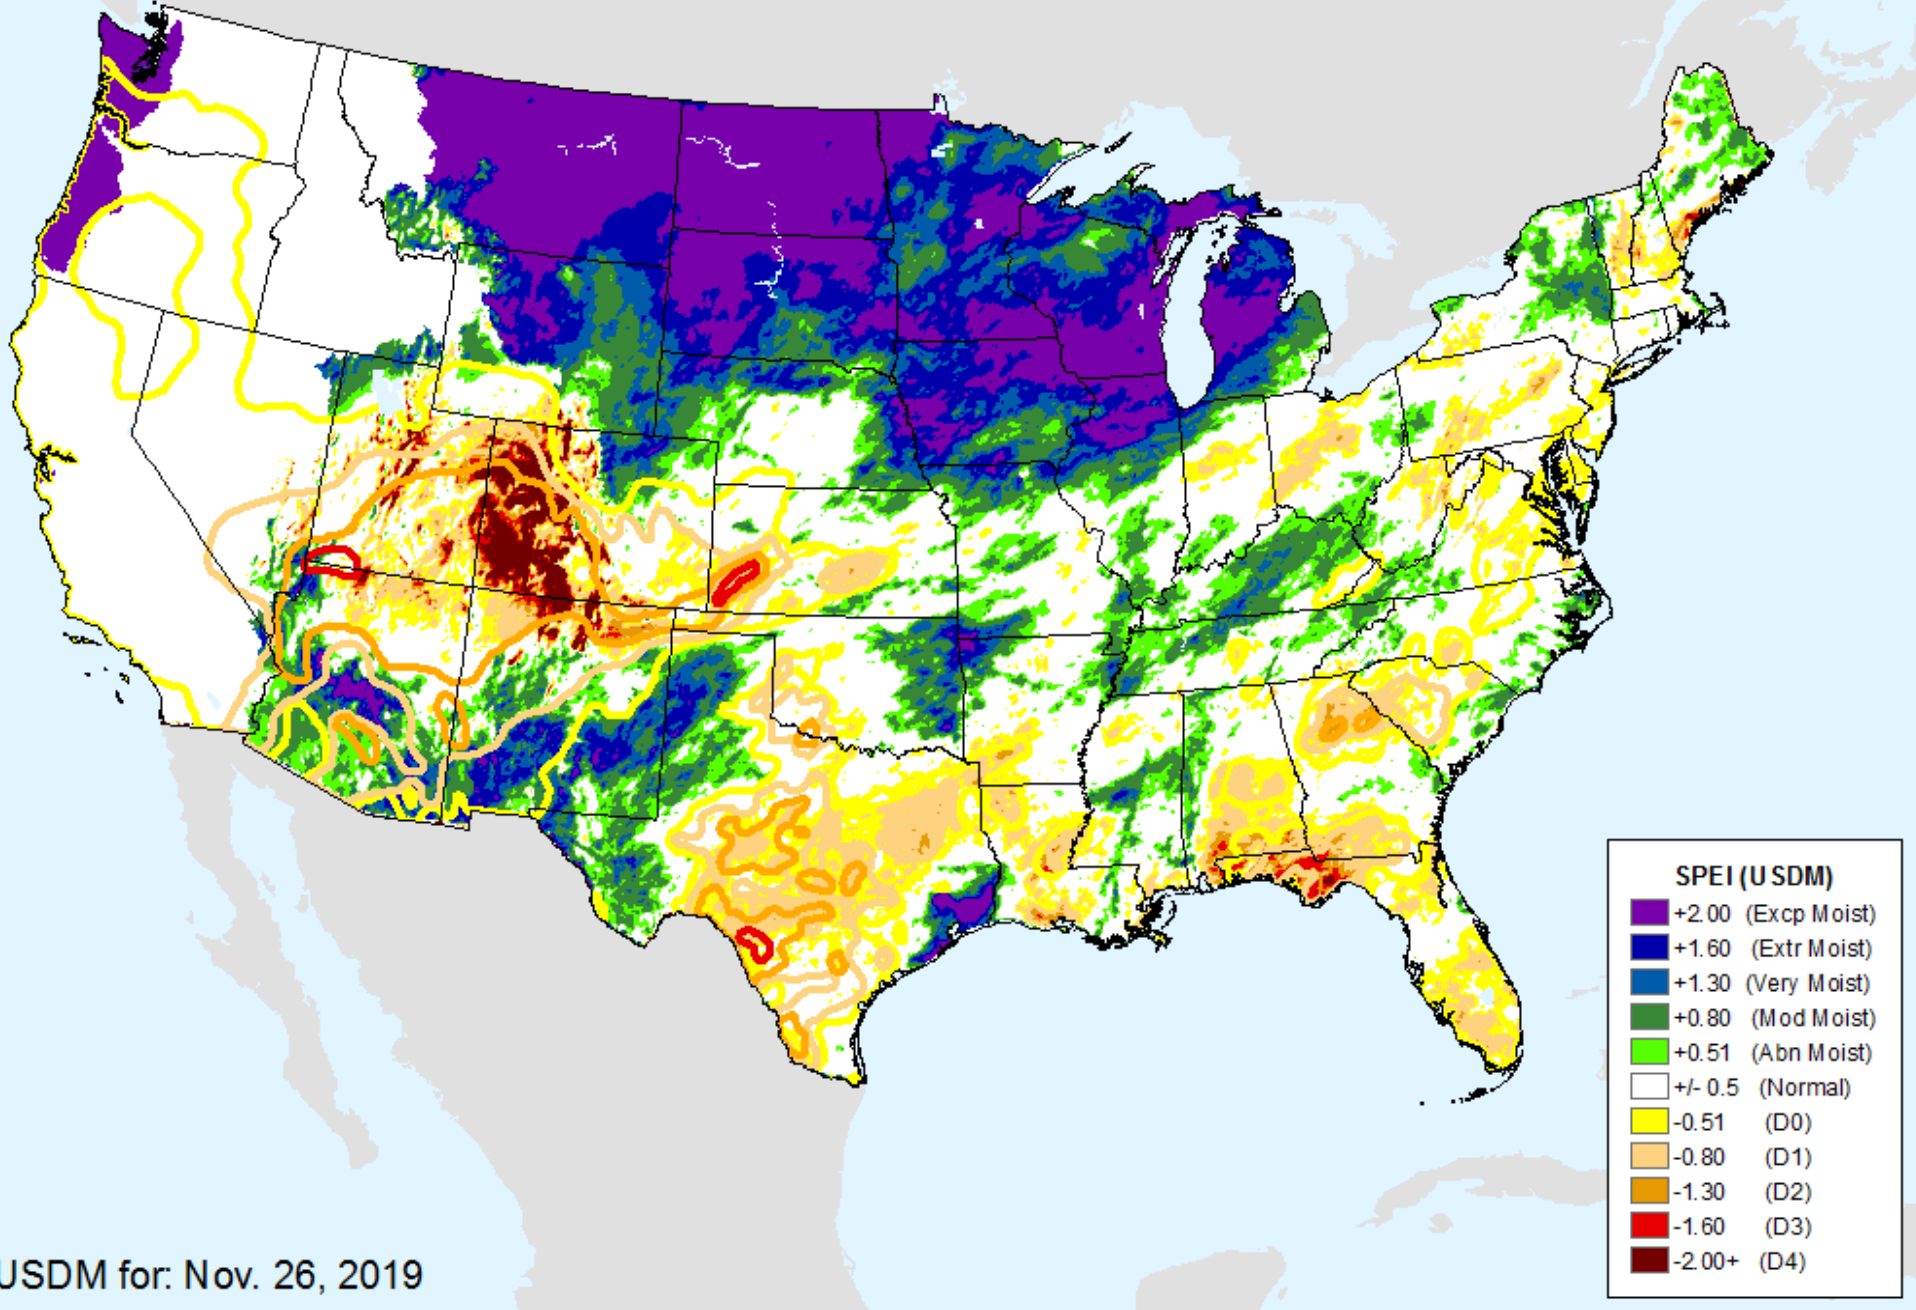 SPEI (USDM)
+2.00 (Excp Moist)
+1.60 (Extr Moist)
+1.30 (Very Moist)
+0.80 (Mod Moist)
+0.51 (Abn Moist)
+/- 0.5 (Normal)
-0.51 (D0)
-0.80 (D1)
-1.30 (D2)
-1.60 (D3)
-2.00+ (D4)
USDM for: Nov. 26, 2019